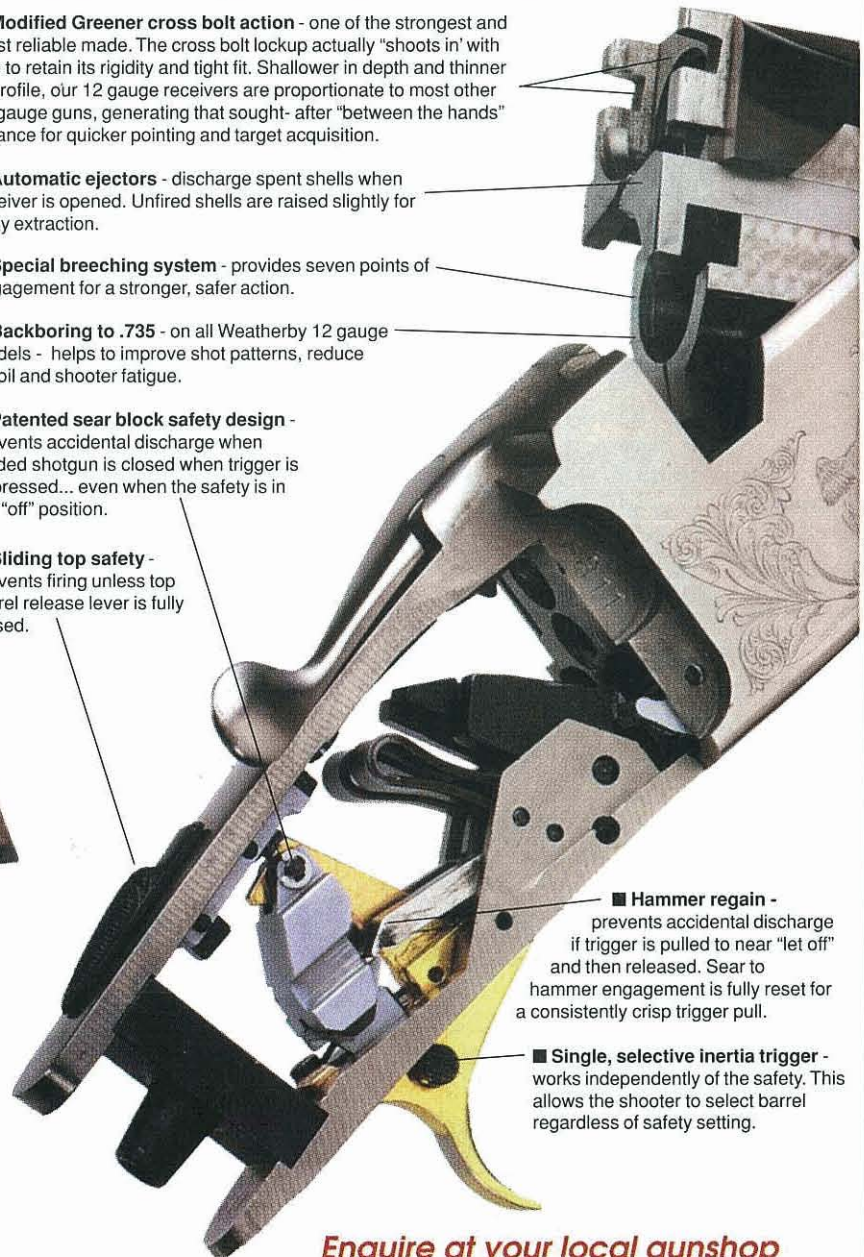 Modified Greener cross bolt action - one of the strongest and
st reliable made. The cross bolt lockup actually "shoots in' with
to retain its rigidity and tight fit. Shallower in depth and thinner
rofile, our 12 gauge receivers are proportionate to most other
gauge guns, generating that sought- after "between the hands"
ance for quicker pointing and target acquisition.
Automatic ejectors - discharge spent shells when
eiver is opened. Unfired shells are raised slightly for
y extraction.
Special breeching system - provides seven points of
gagement for a stronger, safer action.
Backboring to .735 - on all Weatherby 12 gauge
dels - helps to improve shot patterns, reduce
oil and shooter fatigue.
Patented sear block safety design -
vents accidental discharge when
ded shotgun is closed when trigger is
pressed... even when the safety is in
"off" position.
Sliding top safety -
vents firing unless top
rel release lever is fully
sed.
■ Hammer regain -
prevents accidental discharge
if trigger is pulled to near "let off"
and then released. Sear to
hammer engagement is fully reset for
a consistently crisp trigger pull.
■ Single, selective inertia trigger -
works independently of the safety. This
allows the shooter to select barrel
regardless of safety setting.
Enquire at your local gunshop